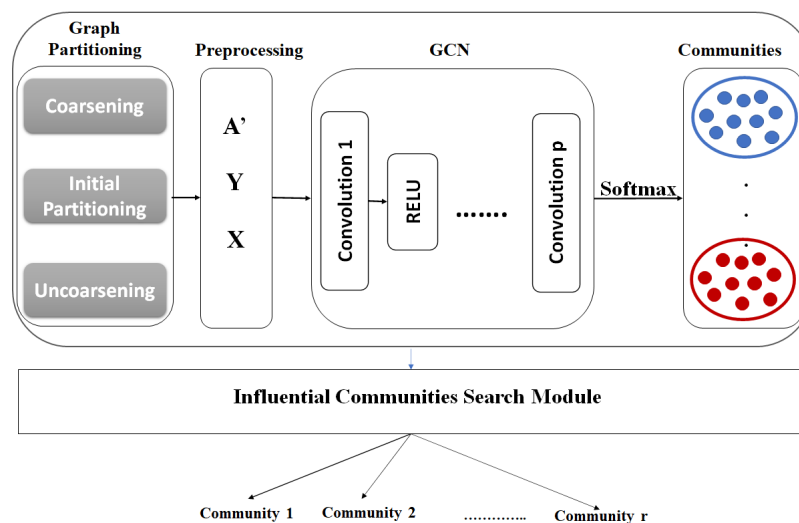 Graph
Partitioning
Preprocessing
GCN
Communities
Coarsening
Initial
Partitioning
Uncoarsening
A’
Y
X
Convolution 1
RELU
.......
Convolution p
Softmax
Influential Communities Search Module
Community 1
Community 2
..............
Community r